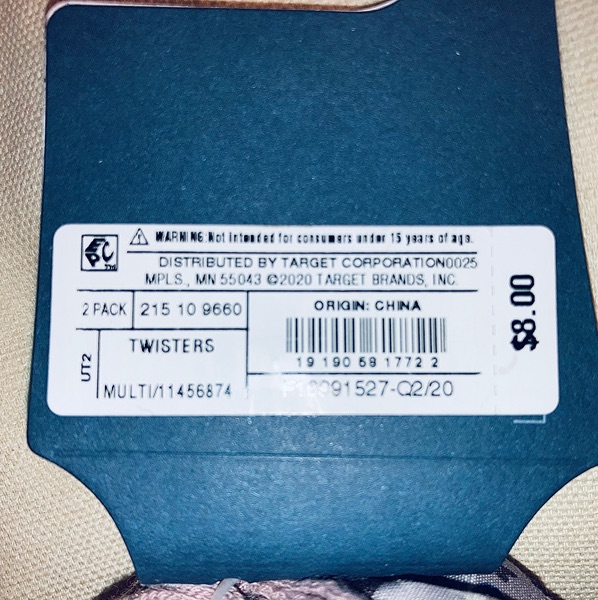 EPC TM
WARNING: Not intended for consumers under 15 years of age.
DISTRIBUTED BY TARGET CORPORATION0025
MPLS., MN 55043 ©2020 TARGET BRANDS, INC.
2 PACK 215 10 9660
ORIGIN: CHINA
19 190 59 1772 2
UT2
TWISTERS
MULTI/11456874
$8.00